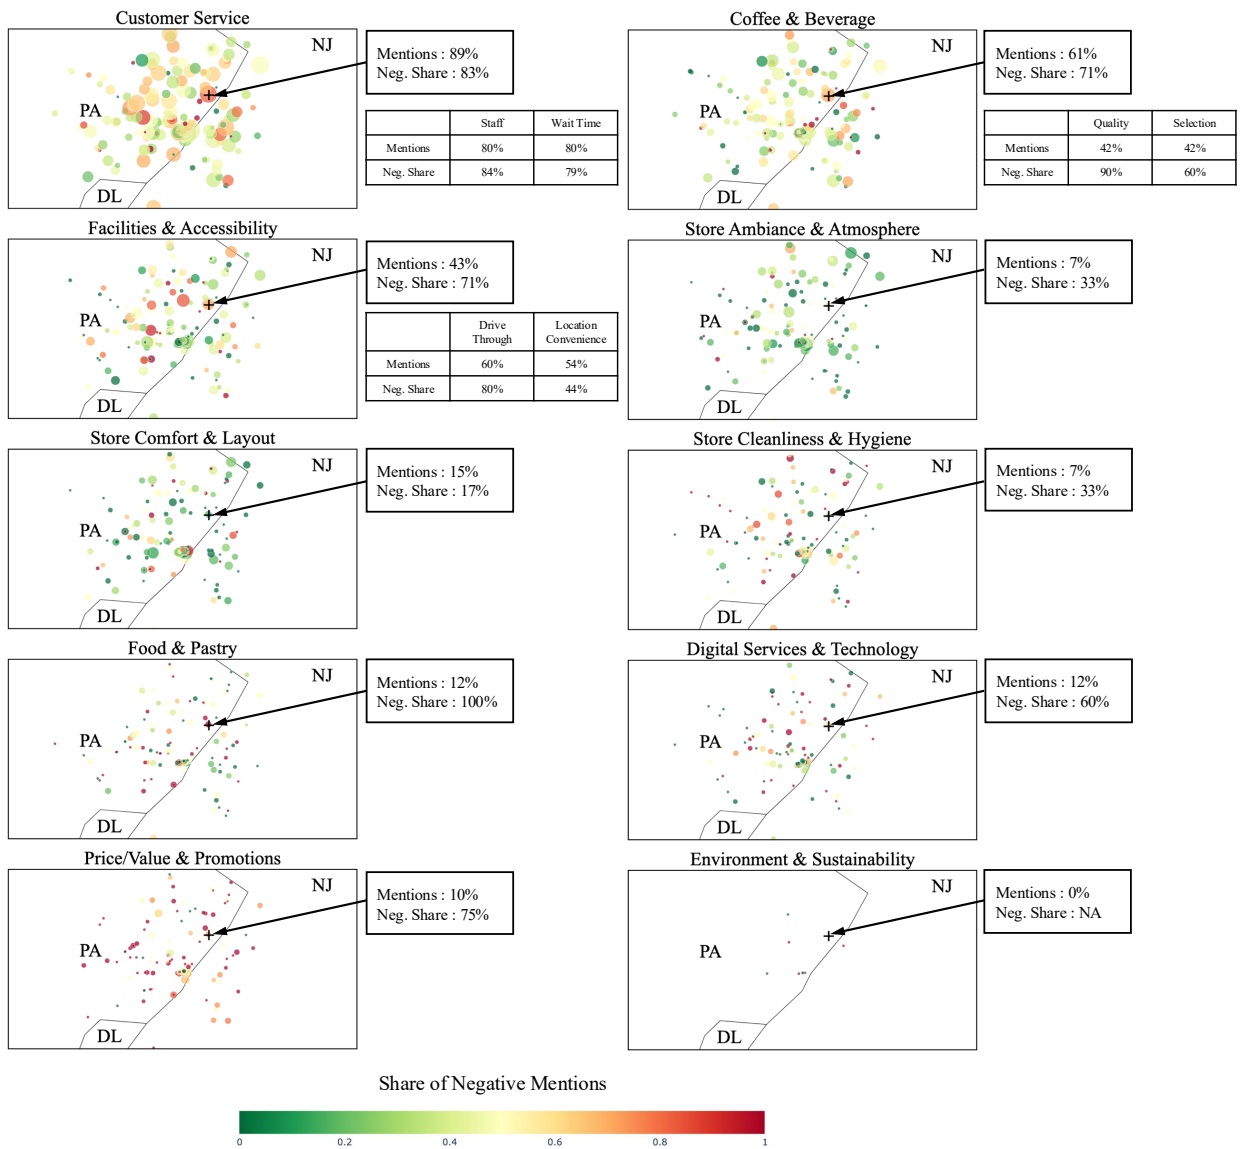 Customer Service
NJ
PA
DL
Mentions : 89%
Neg. Share : 83%
Staff Wait Time
Mentions 80% 80%
Neg. Share 84% 79%
Coffee & Beverage
NJ
PA
DL
Mentions : 61%
Neg. Share : 71%
Quality Selection
Mentions 42% 42%
Neg. Share 90% 60%
Facilities & Accessibility
NJ
PA
DL
Mentions : 43%
Neg. Share : 71%
Drive Location
Through Convenience
Mentions 60% 54%
Neg. Share 80% 44%
Store Ambiance & Atmosphere
NJ
PA
DL
Mentions : 7%
Neg. Share : 33%
Store Comfort & Layout
NJ
PA
DL
Mentions : 15%
Neg. Share : 17%
Store Cleanliness & Hygiene
NJ
PA
DL
Mentions : 7%
Neg. Share : 33%
Food & Pastry
NJ
PA
DL
Mentions : 12%
Neg. Share : 100%
Digital Services & Technology
NJ
PA
DL
Mentions : 12%
Neg. Share : 60%
Price/Value & Promotions
NJ
PA
DL
Mentions : 10%
Neg. Share : 75%
Environment & Sustainability
NJ
PA
DL
Mentions : 0%
Neg. Share : NA
Share of Negative Mentions
0 0.2 0.4 0.6 0.8 1